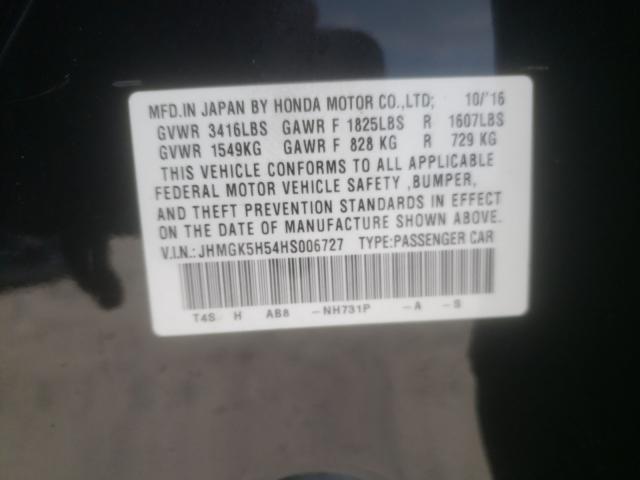 MFD.IN JAPAN BY HONDA MOTOR CO.,LTD; 10/'16
GVWR 3416LBS GAWR F 1825LBS R 1607LBS
GVWR 1549KG GAWR F 828 KG R 729 KG
THIS VEHICLE CONFORMS TO ALL APPLICABLE
FEDERAL MOTOR VEHICLE SAFETY ,BUMPER,
AND THEFT PREVENTION STANDARDS IN EFFECT
ON THE DATE OF MANUFACTURE SHOWN ABOVE.
V.I.N.:JHMGK5H54HS006727 TYPE:PASSENGER CAR
T4S H AB8 -NH731P -A -S